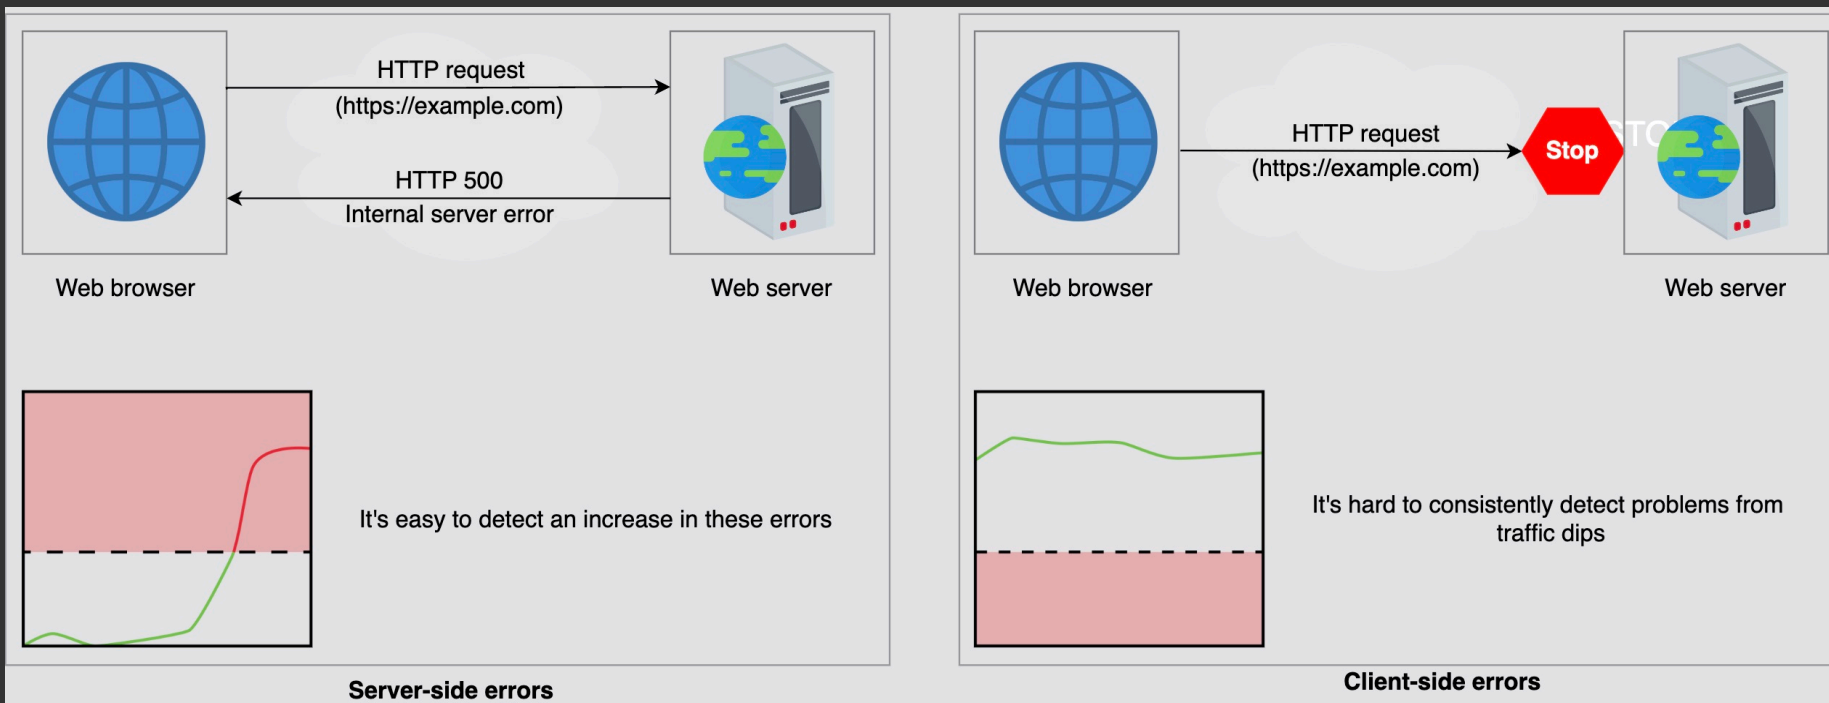 HTTP request
(https://example.com)
HTTP 500
Internal server error
Web browser
Web server
It's easy to detect an increase in these errors
Server-side errors
HTTP request
(https://example.com)
Stop
STO
Web browser
Web server
It's hard to consistently detect problems from
traffic dips
Client-side errors